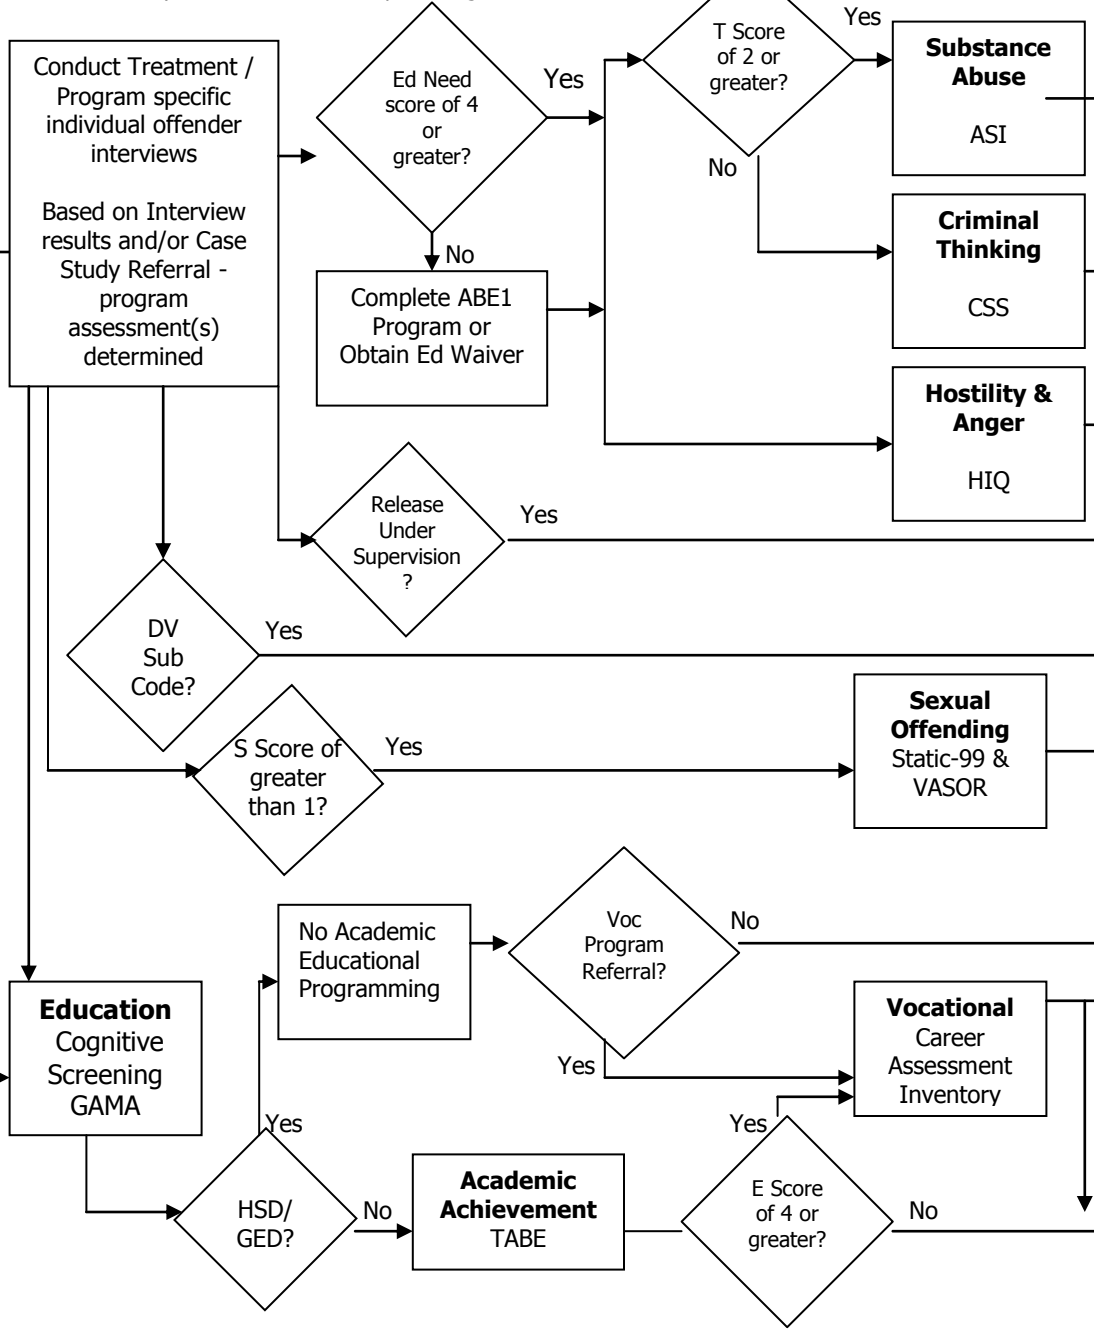 Conduct Treatment /
Program specific
individual offender
interviews
Based on Interview
results and/or Case
Study Referral -
program
assessment(s)
determined
Ed Need
score of 4
or
greater?
Yes
No
Complete ABE1
Program or
Obtain Ed Waiver
T Score
of 2 or
greater?
Yes
No
Substance
Abuse
ASI
Criminal
Thinking
CSS
Hostility &
Anger
HIQ
Release
Under
Supervision
?
Yes
DV
Sub
Code?
Yes
S Score of
greater
than 1?
Yes
Sexual
Offending
Static-99 &
VASOR
No Academic
Educational
Programming
Voc
Program
Referral?
No
Yes
Education
Cognitive
Screening
GAMA
Vocational
Career
Assessment
Inventory
Yes
HSD/
GED?
No
Academic
Achievement
TABE
Yes
E Score
of 4 or
greater?
No